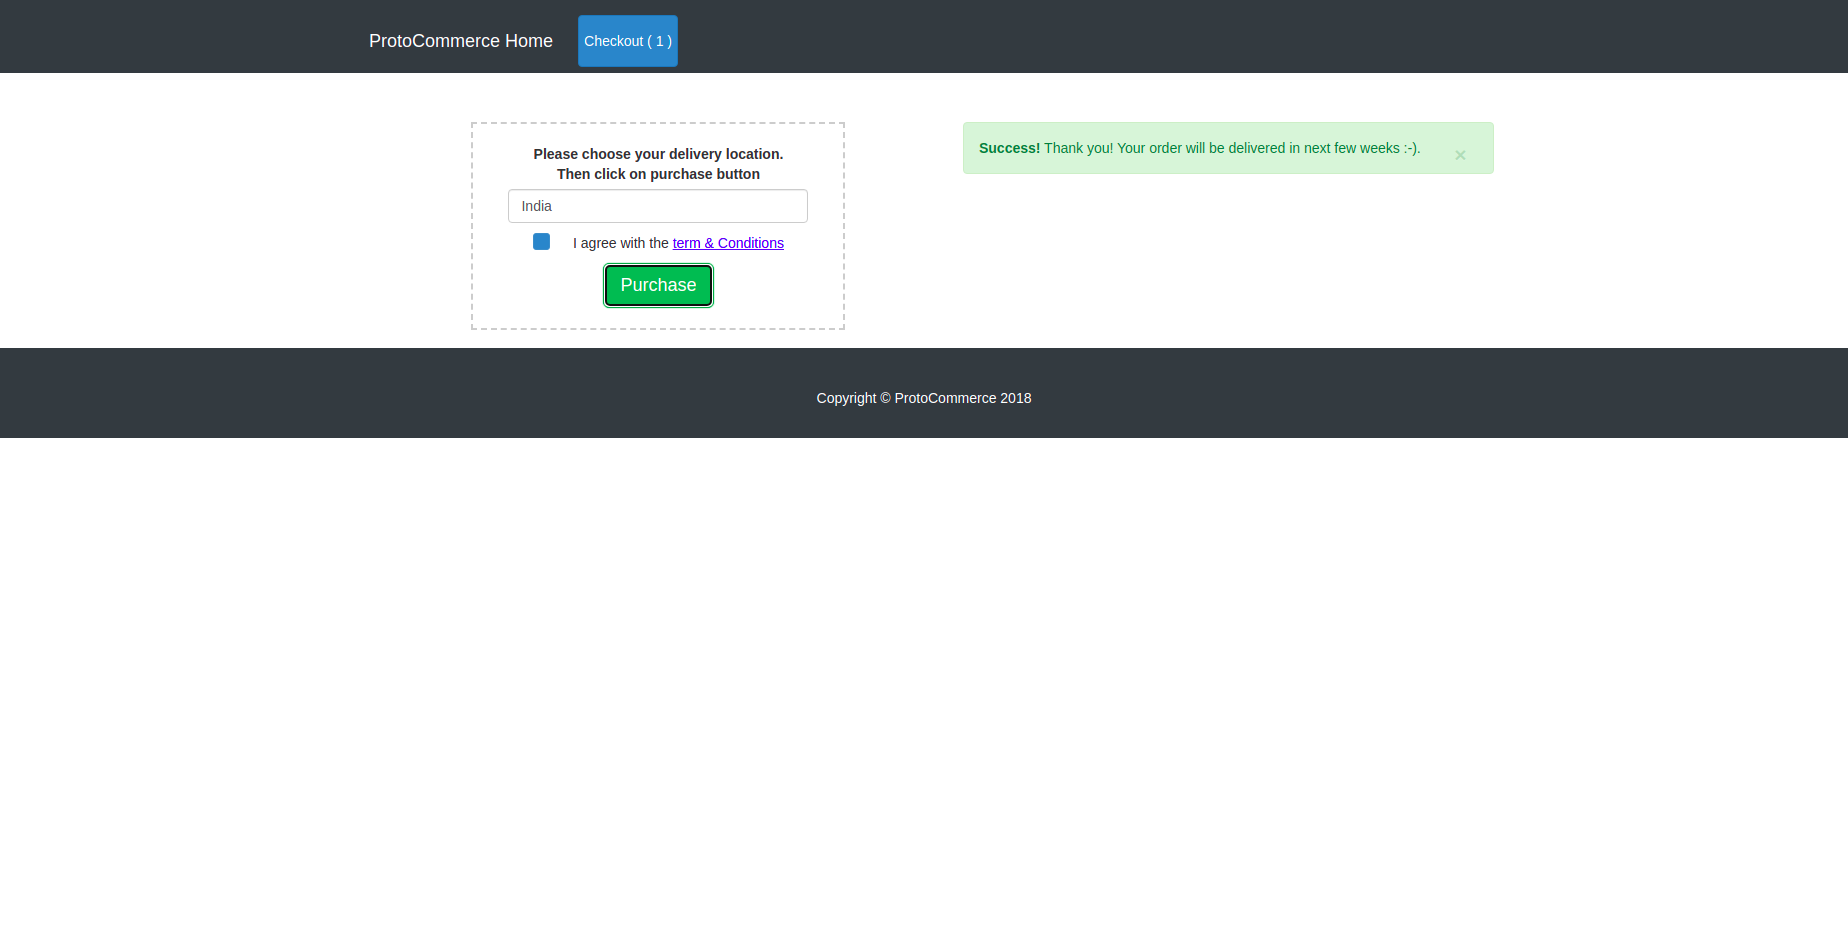 ProtoCommerce Home
Checkout ( 1 )
Please choose your delivery location.
Then click on purchase button
India
I agree with the term & Conditions
Purchase
Success! Thank you! Your order will be delivered in next few weeks :-).
×
Copyright © ProtoCommerce 2018